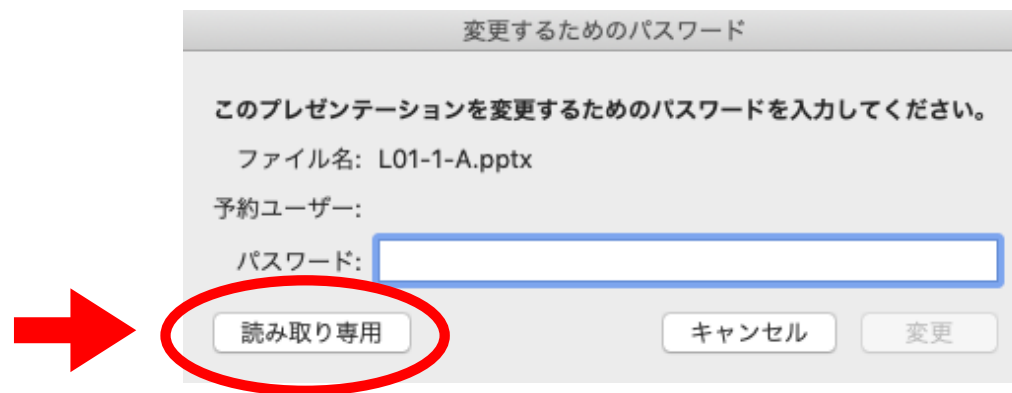 変更するためのパスワード
このプレゼンテーションを変更するためのパスワードを入力してください。
ファイル名: L01-1-A.pptx
予約ユーザー:
パスワード:
読み取り専用 キャンセル 変更